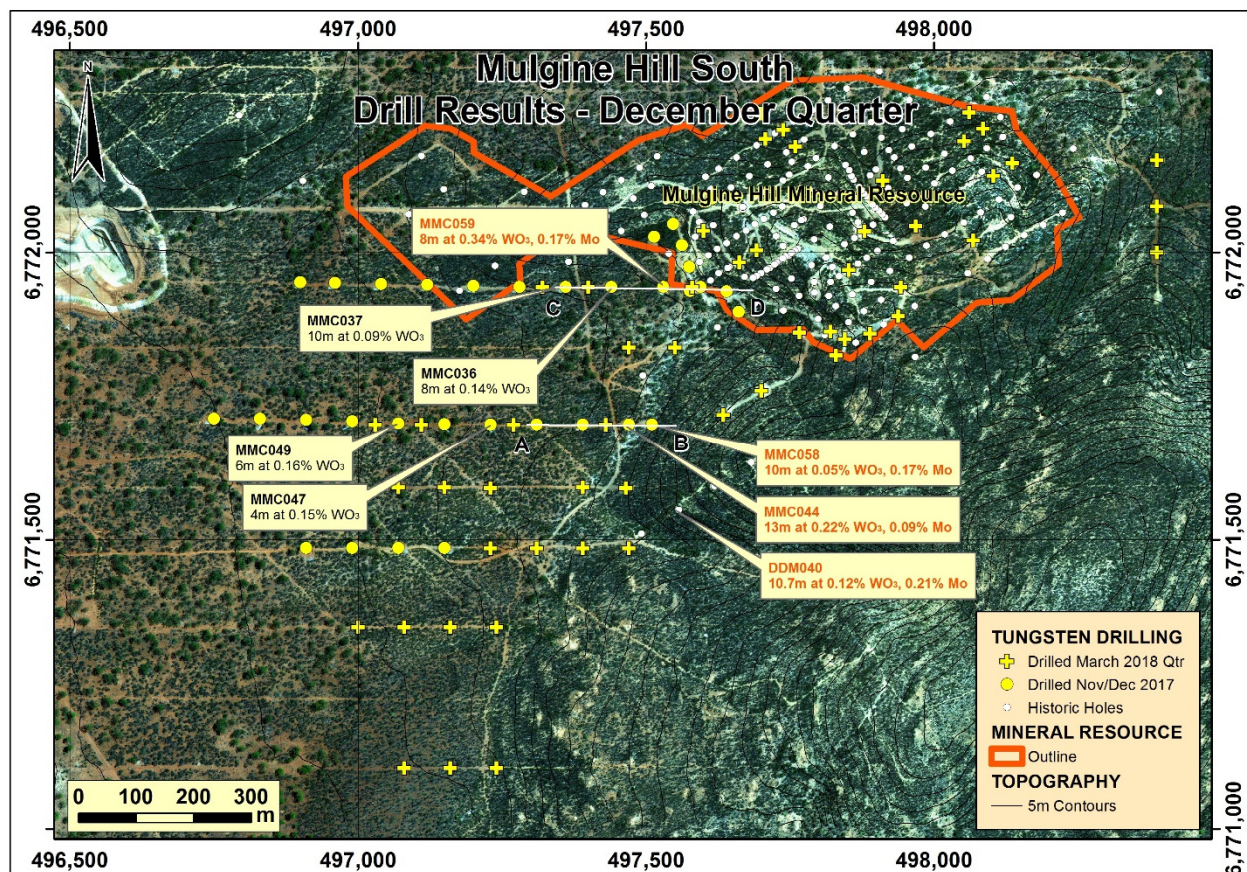 496,500
497,000
497,500
498,000
Mulgine Hill South
Drill Results - December Quarter
N
Mulgine Hill Mineral Resource
6,772,000
6,772,000
MMC059
8m at 0.34% WO₃, 0.17% Mo
C
D
MMC037
10m at 0.09% WO₃
MMC036
8m at 0.14% WO₃
A
B
MMC049
6m at 0.16% WO₃
MMC047
4m at 0.15% WO₃
MMC058
10m at 0.05% WO₃, 0.17% Mo
MMC044
13m at 0.22% WO₃, 0.09% Mo
DDM040
10.7m at 0.12% WO₃, 0.21% Mo
6,771,500
6,771,500
TUNGSTEN DRILLING
Drilled March 2018 Qtr
Drilled Nov/Dec 2017
Historic Holes
MINERAL RESOURCE
Outline
TOPOGRAPHY
5m Contours
0 100 200 300
m
6,771,000
496,500
497,000
497,500
498,000